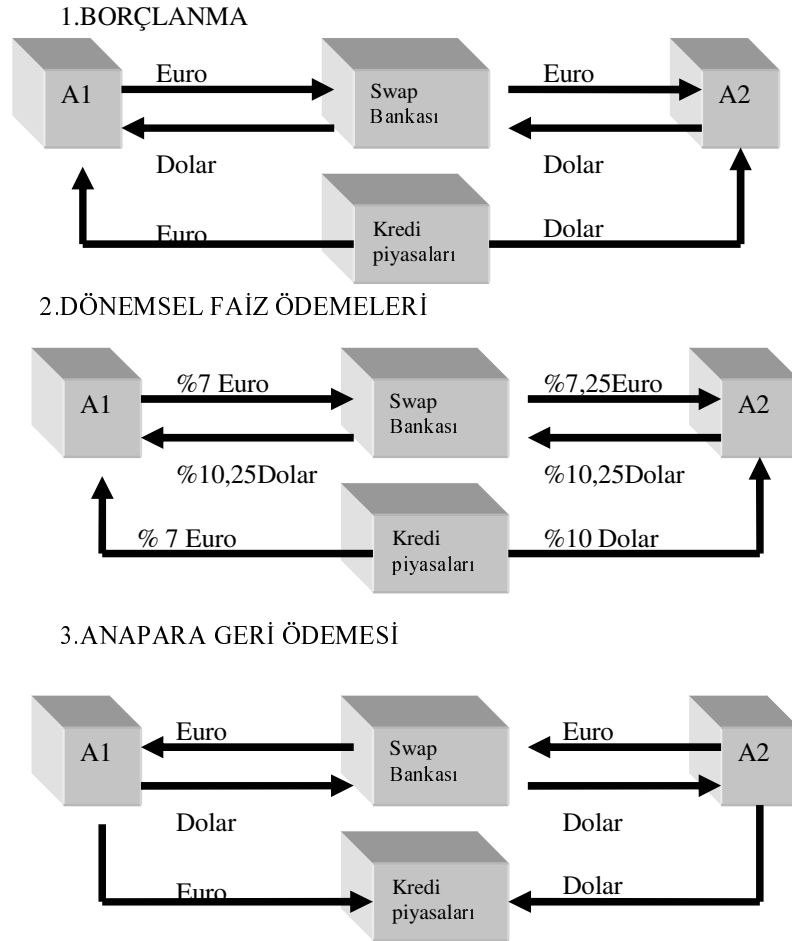 1.BORÇLANMA
Euro
Euro
A1
Swap
Bankası
A2
Dolar
Dolar
Euro
Kredi
piyasaları
Dolar
2.DÖNEMSEL FAİZ ÖDEMELERİ
%7 Euro
%7,25Euro
A1
Swap
Bankası
A2
%10,25Dolar
%10,25Dolar
% 7 Euro
Kredi
piyasaları
%10 Dolar
3.ANAPARA GERİ ÖDEMESİ
Euro
Euro
A1
Swap
Bankası
A2
Dolar
Dolar
Euro
Kredi
piyasaları
Dolar